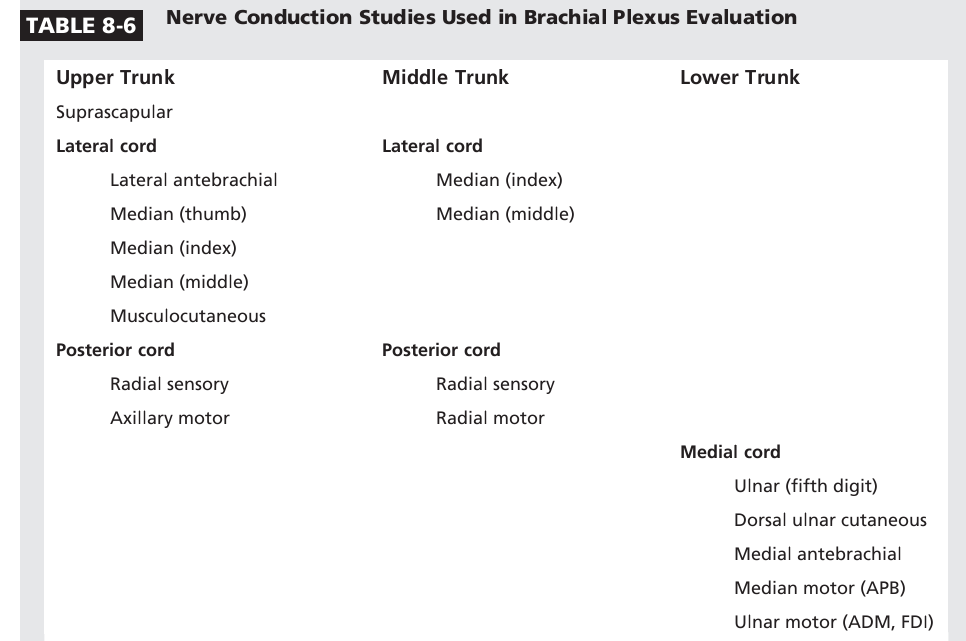 TABLE 8-6 Nerve Conduction Studies Used in Brachial Plexus Evaluation
Upper Trunk Middle Trunk Lower Trunk
Suprascapular
Lateral cord Lateral cord
Lateral antebrachial Median (index)
Median (thumb) Median (middle)
Median (index)
Median (middle)
Musculocutaneous
Posterior cord Posterior cord
Radial sensory Radial sensory
Axillary motor Radial motor
Medial cord
Ulnar (fifth digit)
Dorsal ulnar cutaneous
Medial antebrachial
Median motor (APB)
Ulnar motor (ADM, FDI)